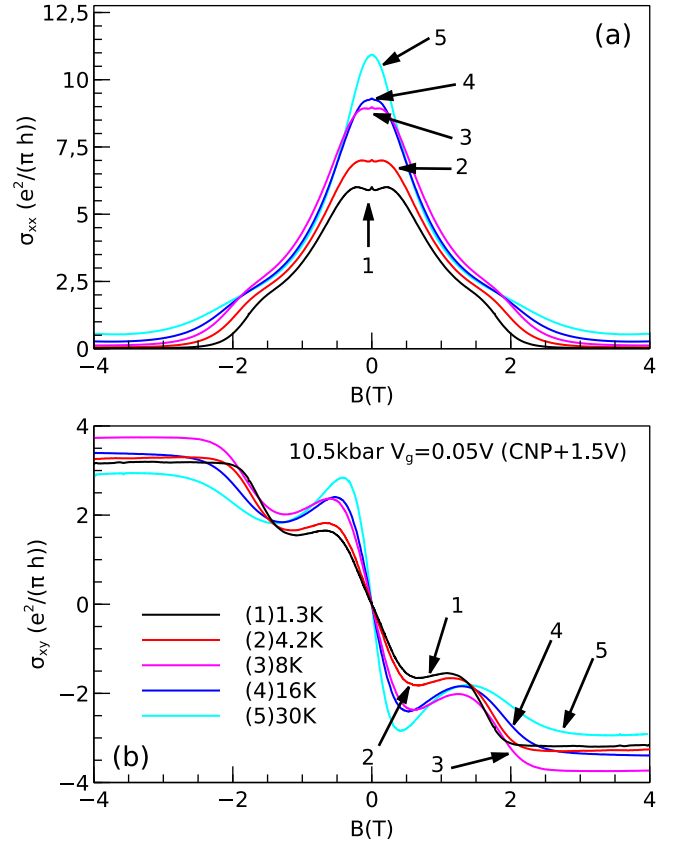 12,5
10
7,5
5
2,5
0
σxx (e²/(π h)
(a)
5
4
3
2
1
−4
−2
0
2
4
B(T)
4
2
0
−2
−4
σxy (e²/(π h)
10.5kbar Vg=0.05V (CNP+1.5V)
1
4
5
(1)1.3K
(2)4.2K
(3)8K
(4)16K
(5)30K
2
3
(b)
−4
−2
0
2
4
B(T)